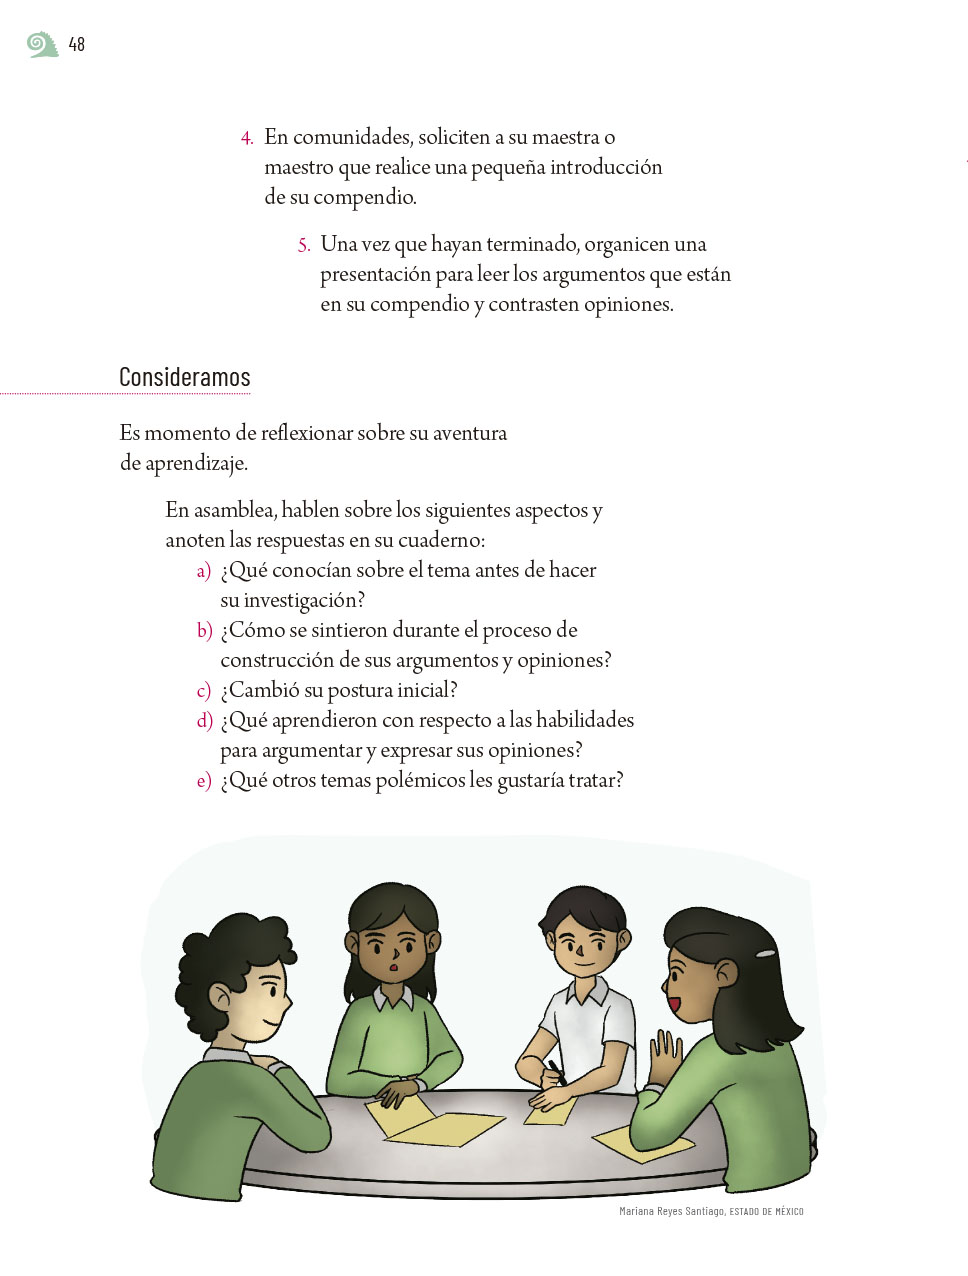 48
4. En comunidades, soliciten a su maestra o
maestro que realice una pequeña introducción
de su compendio.
5. Una vez que hayan terminado, organicen una
presentación para leer los argumentos que están
en su compendio y contrasten opiniones.
Consideramos
Es momento de reflexionar sobre su aventura
de aprendizaje.
En asamblea, hablen sobre los siguientes aspectos y
anoten las respuestas en su cuaderno:
a) ¿Qué conocían sobre el tema antes de hacer
su investigación?
b) ¿Cómo se sintieron durante el proceso de
construcción de sus argumentos y opiniones?
c) ¿Cambió su postura inicial?
d) ¿Qué aprendieron con respecto a las habilidades
para argumentar y expresar sus opiniones?
e) ¿Qué otros temas polémicos les gustaría tratar?
Mariana Reyes Santiago, ESTADO DE MÉXICO